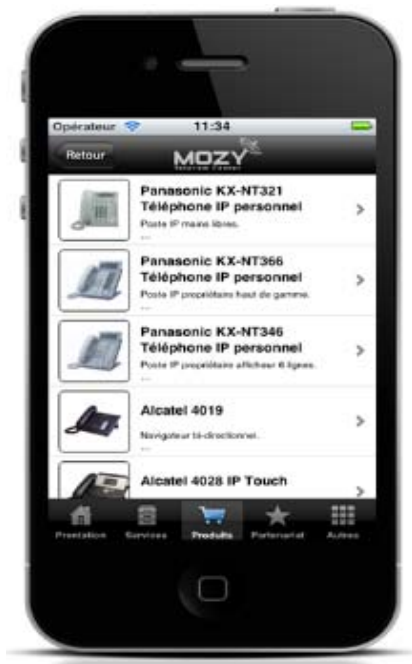 Opérateur 11:34
Retour
MOZY
Telecom Center
Panasonic KX-NT321
Téléphone IP personnel
Poste IP mains libres.
...
Panasonic KX-NT366
Téléphone IP personnel
Poste IP propriétaire haut de gamme.
...
Panasonic KX-NT346
Téléphone IP personnel
Poste IP propriétaire afficheur 6 lignes.
...
Alcatel 4019
Navigateur bi-directionnel.
...
Alcatel 4028 IP Touch
Prestation Services Produits Partenariat Autres